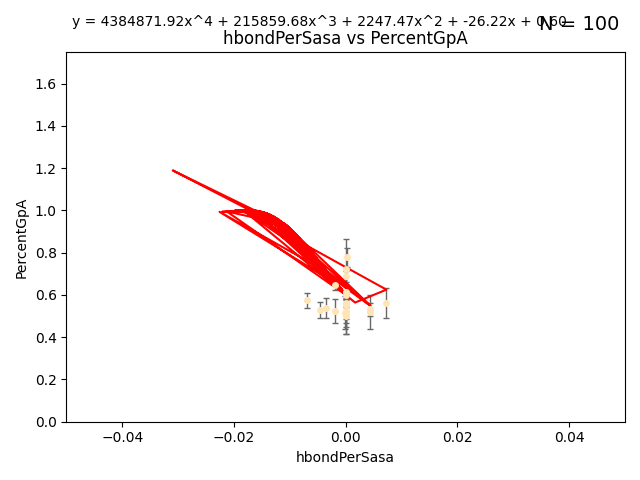 y = 4384871.92x^4 + 215859.68x^3 + 2247.47x^2 + -26.22x + 0.60
N = 100
hbondPerSasa vs PercentGpA
1.6
1.4
1.2
1.0
0.8
0.6
0.4
0.2
0.0
PercentGpA
−0.04 −0.02 0.00 0.02 0.04
hbondPerSasa